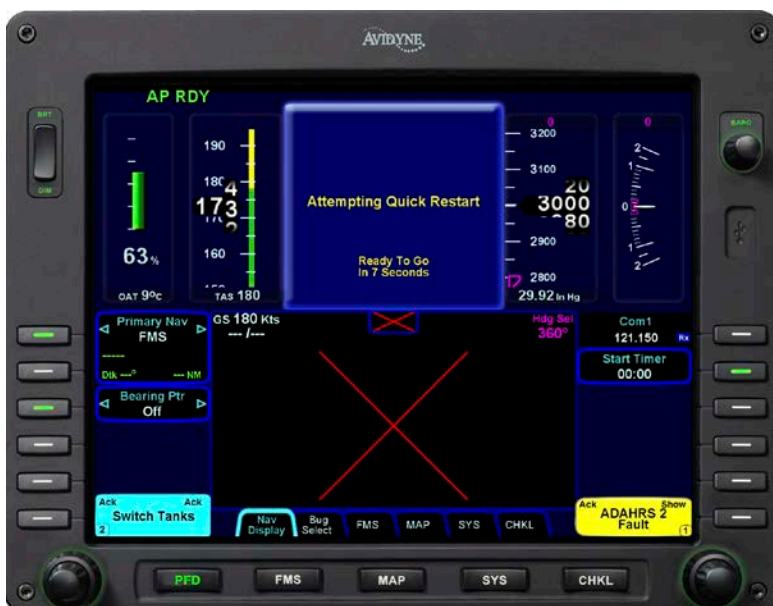 AVIDYNE
BRT
DIM
BARO
AP RDY
63%
OAT 9°C
190
180
173
4
2
160
TAS 180
Attempting Quick Restart
Ready To Go
In 7 Seconds
0
3200
3100
3000
20
80
2900
2800
29.92 In Hg
0
2
1
0
1
2
Primary Nav
FMS
-----
Dtk ---°
--- NM
Bearing Ptr
Off
GS 180 Kts
--- /---
Hdg Sel
360°
Com1
121.150
Rx
Start Timer
00:00
Ack
Ack
Switch Tanks
2
Nav
Display
Bug
Select
FMS
MAP
SYS
CHKL
Ack
Show
ADAHRS 2
Fault
1
PFD
FMS
MAP
SYS
CHKL